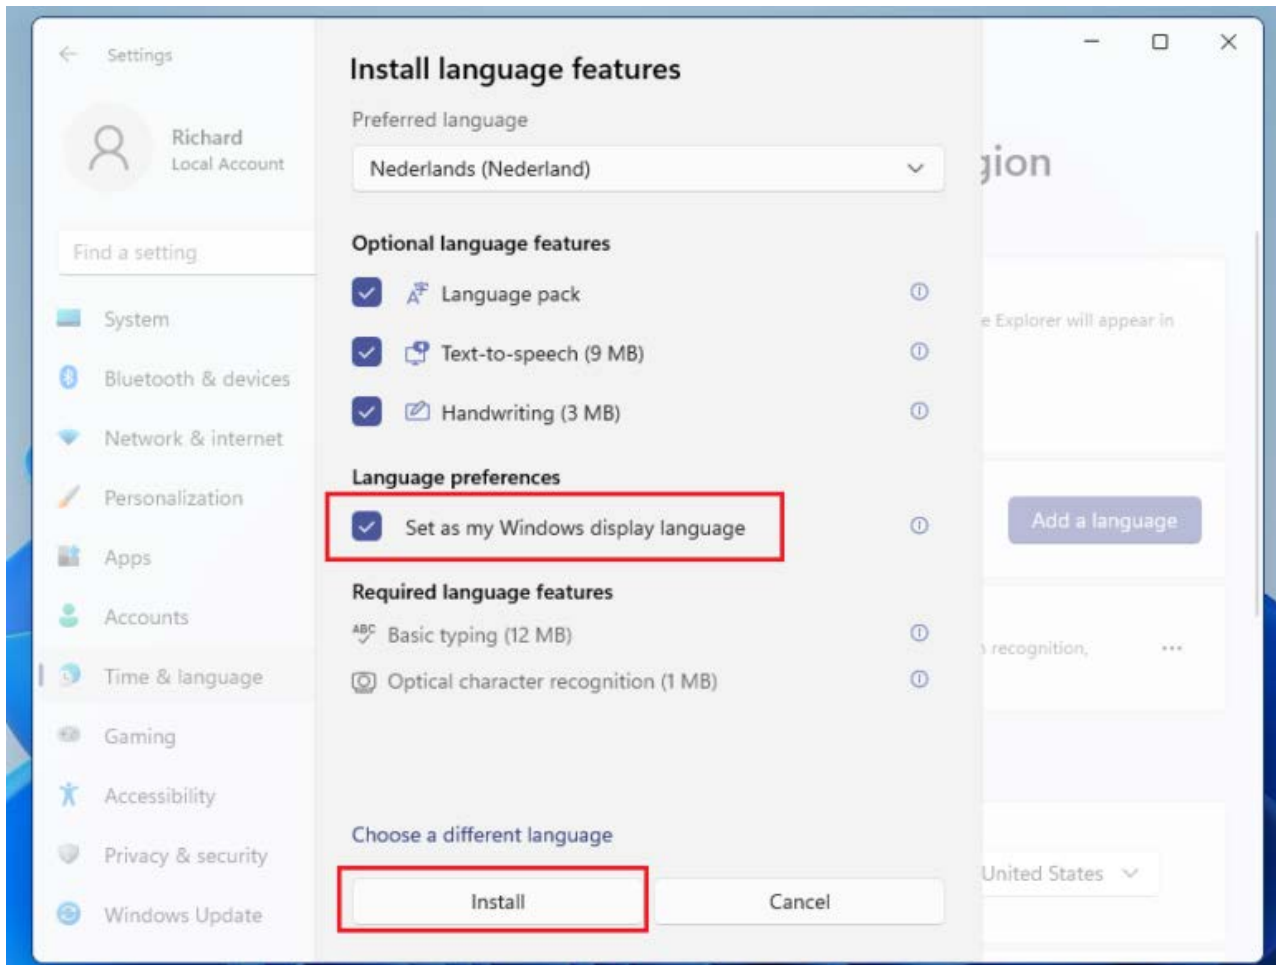 Settings
Richard
Local Account
Find a setting
System
Bluetooth & devices
Network & internet
Personalization
Apps
Accounts
Time & language
Gaming
Accessibility
Privacy & security
Windows Update
Install language features
Preferred language
Nederlands (Nederland)
Optional language features
Language pack
Text-to-speech (9 MB)
Handwriting (3 MB)
Language preferences
Set as my Windows display language
Required language features
ABC Basic typing (12 MB)
Optical character recognition (1 MB)
Choose a different language
Install Cancel
gion
e Explorer will appear in
Add a language
recognition,
United States